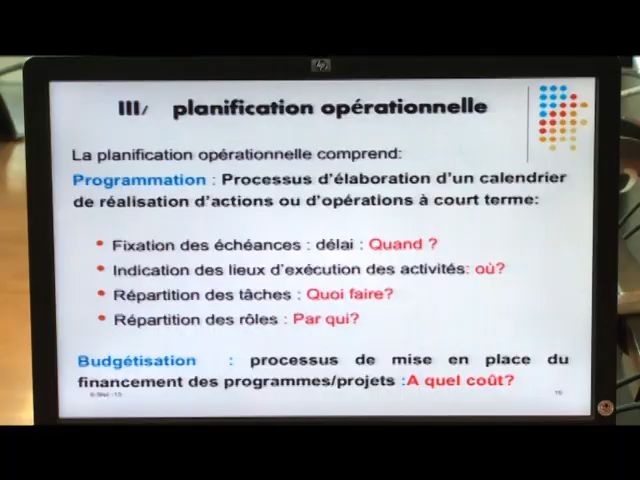 hp
III/ planification opérationnelle
La planification opérationnelle comprend:
Programmation : Processus d'élaboration d'un calendrier
de réalisation d'actions ou d'opérations à court terme:
• Fixation des échéances : délai : Quand ?
• Indication des lieux d'exécution des activités: où?
• Répartition des tâches : Quoi faire?
• Répartition des rôles : Par qui?
Budgétisation : processus de mise en place du
financement des programmes/projets :A quel coût?